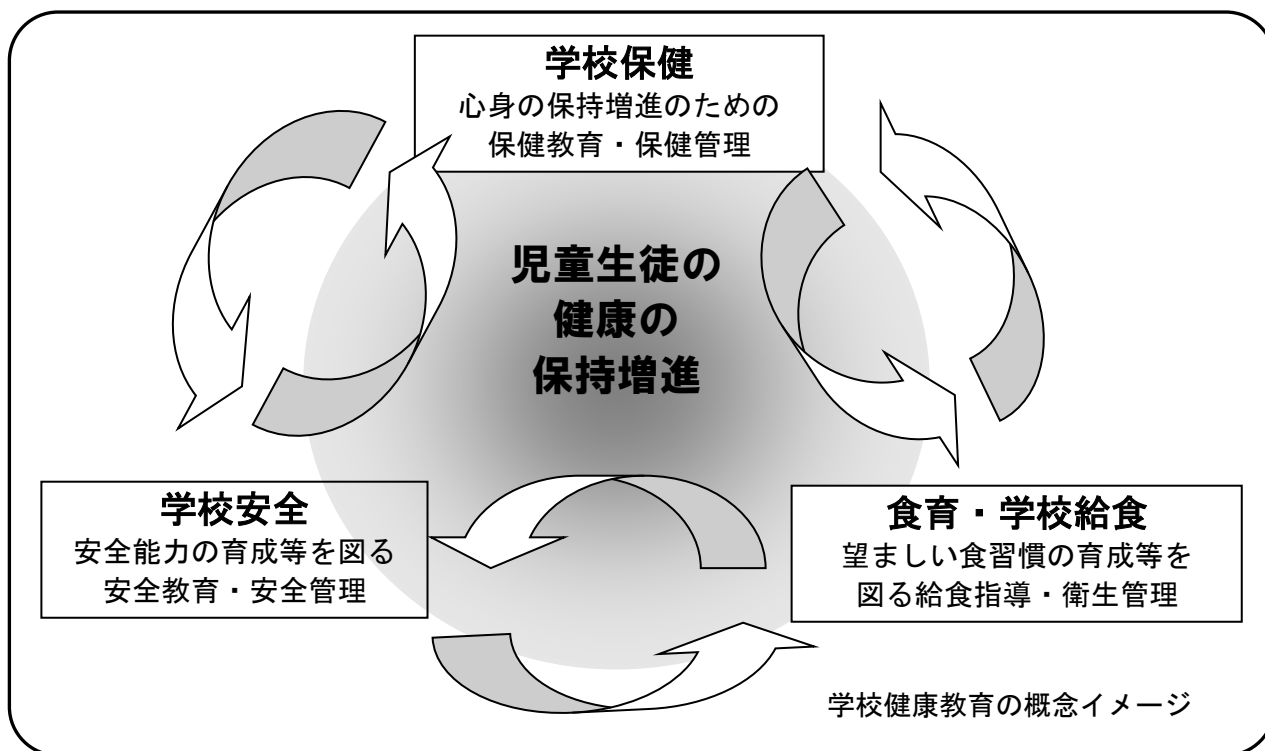 学校保健
心身の保持増進のための
保健教育・保健管理
児童生徒の
健康の
保持増進
学校安全
安全能力の育成等を図る
安全教育・安全管理
食育・学校給食
望ましい食習慣の育成等を
図る給食指導・衛生管理
学校健康教育の概念イメージ